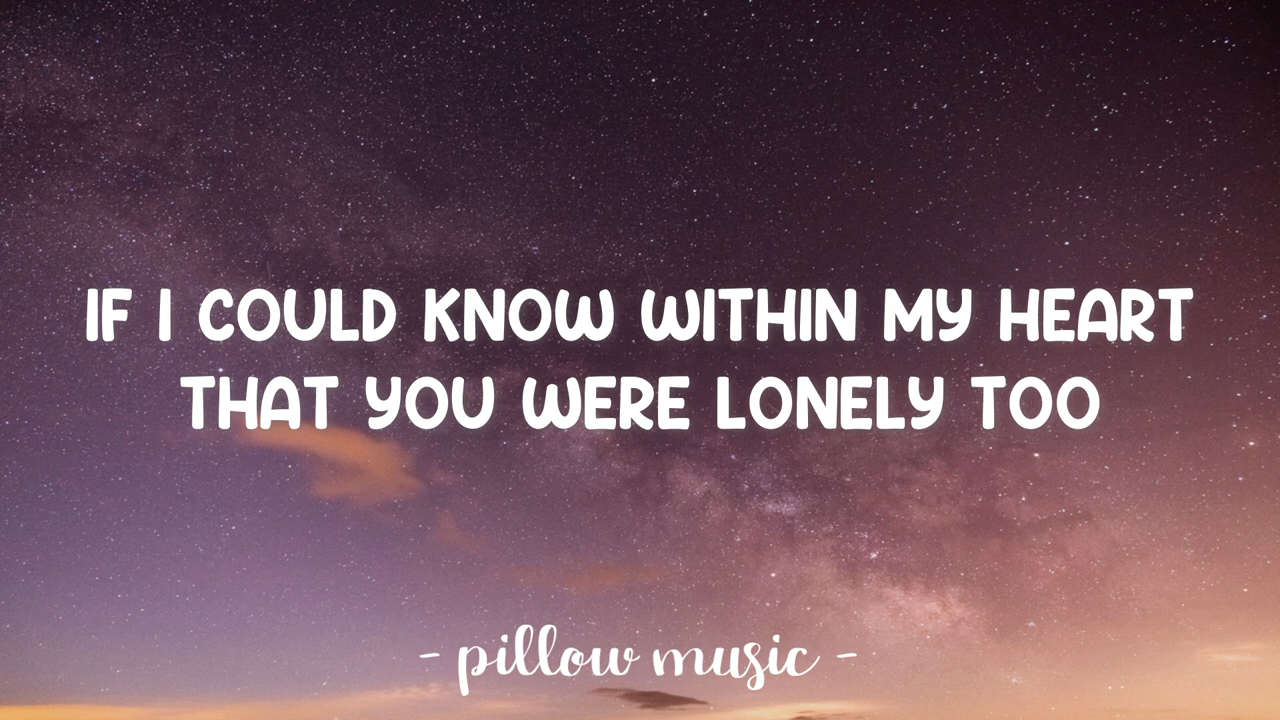 IF I COULD KNOW WITHIN MY HEART
THAT YOU WERE LONELY TOO
- pillow music -